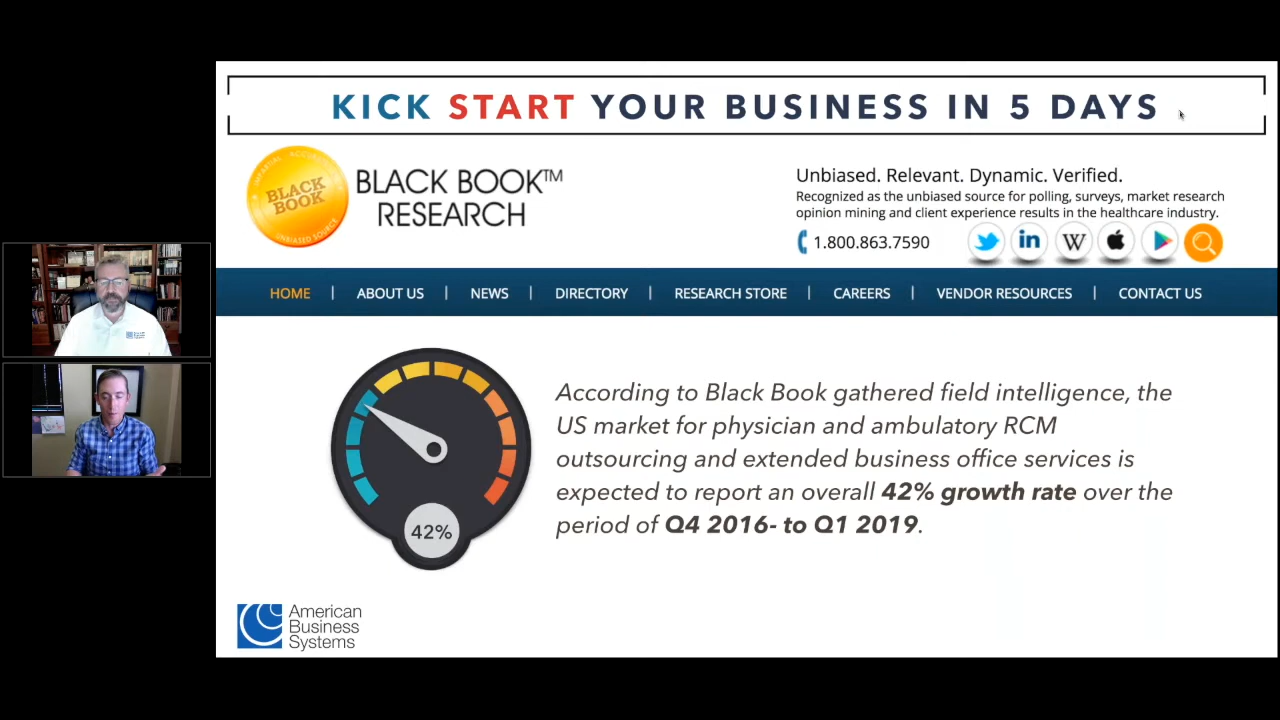 KICK START YOUR BUSINESS IN 5 DAYS
BLACK BOOK
UNBIASED SOURCE
BLACK BOOK™
RESEARCH
Unbiased. Relevant. Dynamic. Verified.
Recognized as the unbiased source for polling, surveys, market research
opinion mining and client experience results in the healthcare industry.
1.800.863.7590
in W
HOME | ABOUT US | NEWS | DIRECTORY | RESEARCH STORE | CAREERS | VENDOR RESOURCES | CONTACT US
According to Black Book gathered field intelligence, the
US market for physician and ambulatory RCM
outsourcing and extended business office services is
expected to report an overall 42% growth rate over the
period of Q4 2016- to Q1 2019.
42%
American
Business
Systems